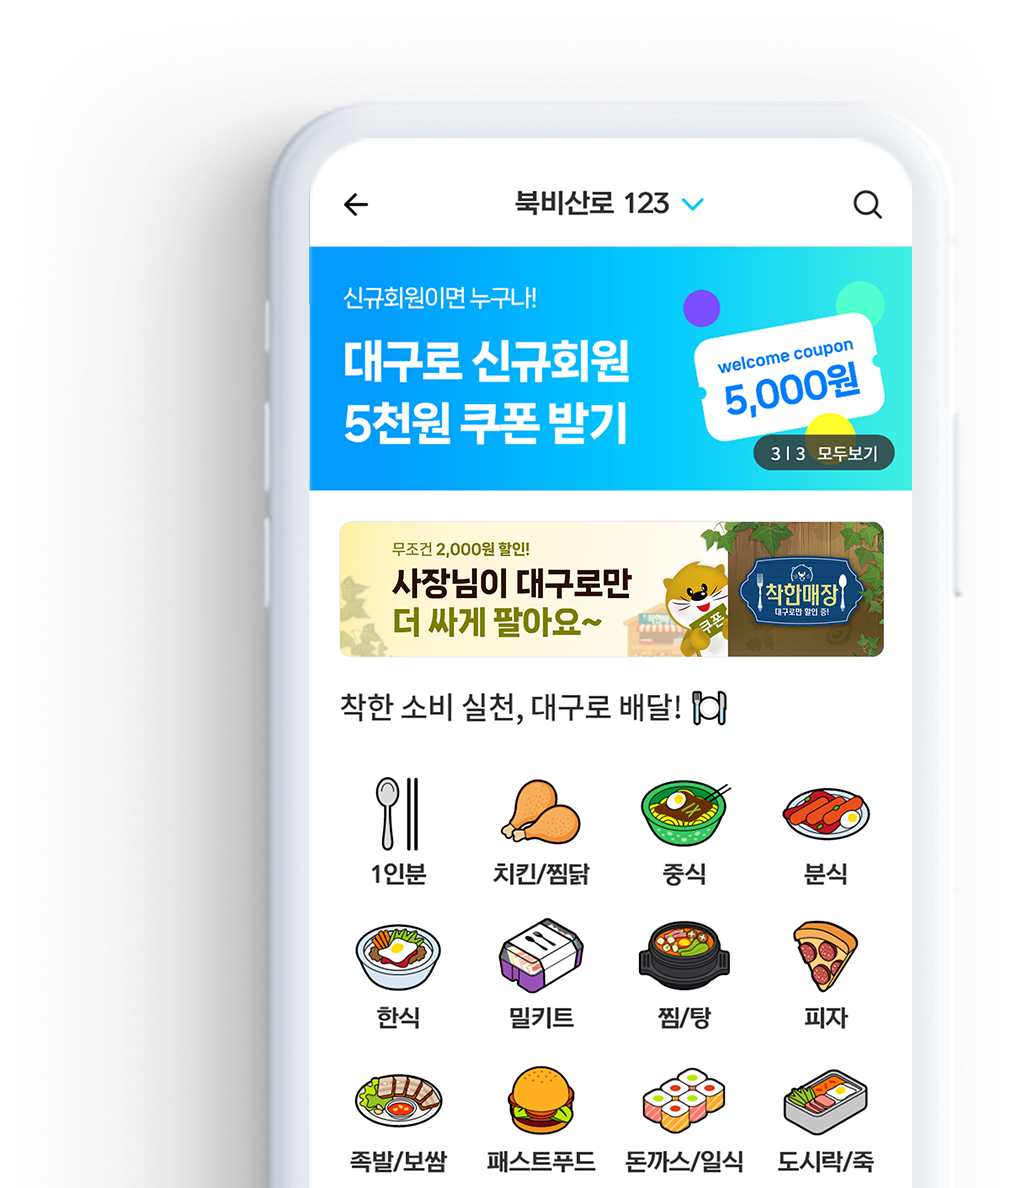 북비산로 123
신규회원이면 누구나!
대구로 신규회원
5천원 쿠폰 받기
welcome coupon
5,000원
3 | 3 모두보기
무조건 2,000원 할인!
사장님이 대구로만
더 싸게 팔아요~
쿠폰
착한매장
대구로만 할인 중!
착한 소비 실천, 대구로 배달!
1인분
치킨/찜닭
중식
분식
한식
밀키트
찜/탕
피자
족발/보쌈
패스트푸드
돈까스/일식
도시락/죽